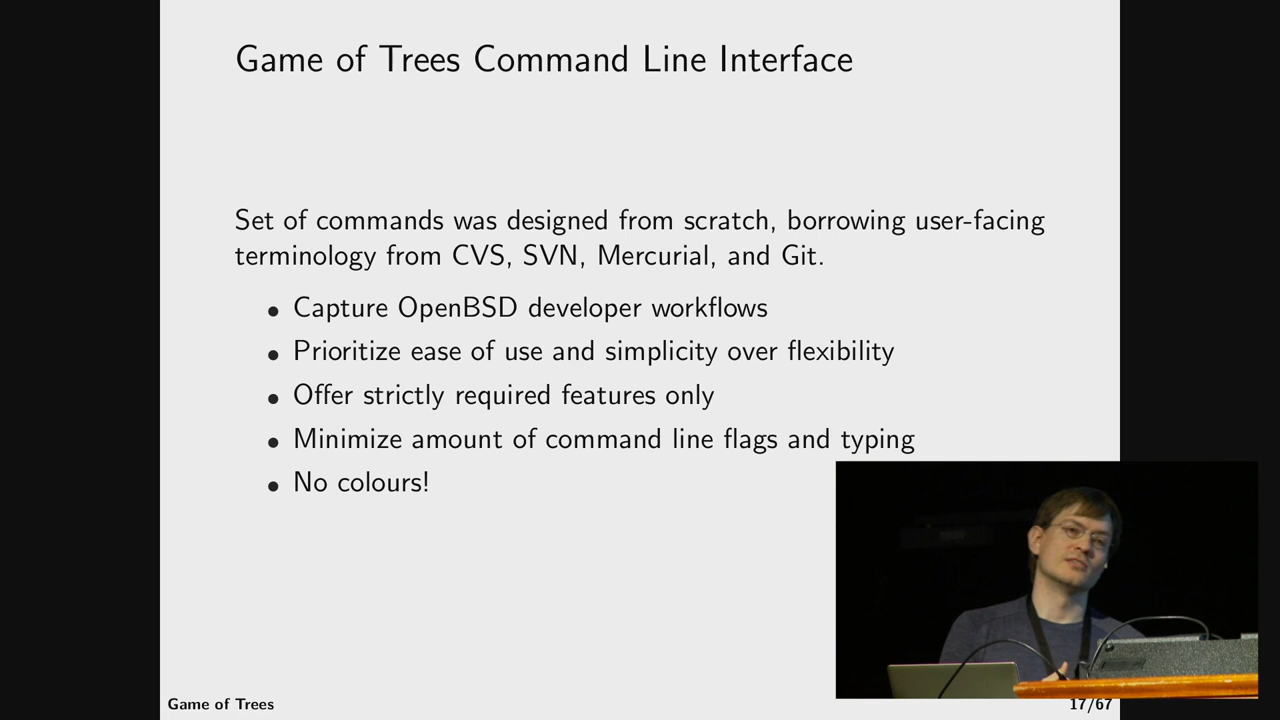 Game of Trees Command Line Interface
Set of commands was designed from scratch, borrowing user-facing
terminology from CVS, SVN, Mercurial, and Git.
• Capture OpenBSD developer workflows
• Prioritize ease of use and simplicity over flexibility
• Offer strictly required features only
• Minimize amount of command line flags and typing
• No colours!
Game of Trees
17/67